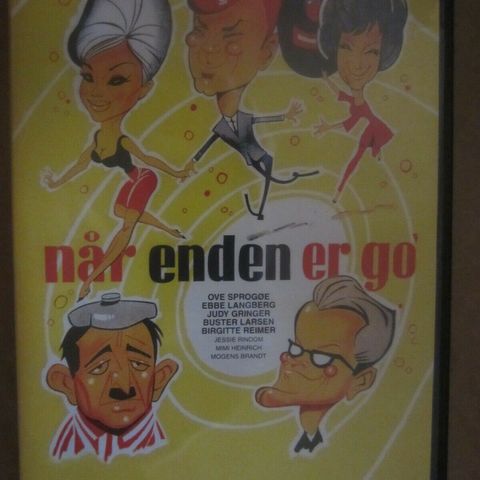 når enden er go'
OVE SPROGØE
EBBE LANGBERG
JUDY GRINGER
BUSTER LARSEN
BIRGITTE REIMER
JESSIE RINDOM
MIMI HEINRICH
MOGENS BRANDT